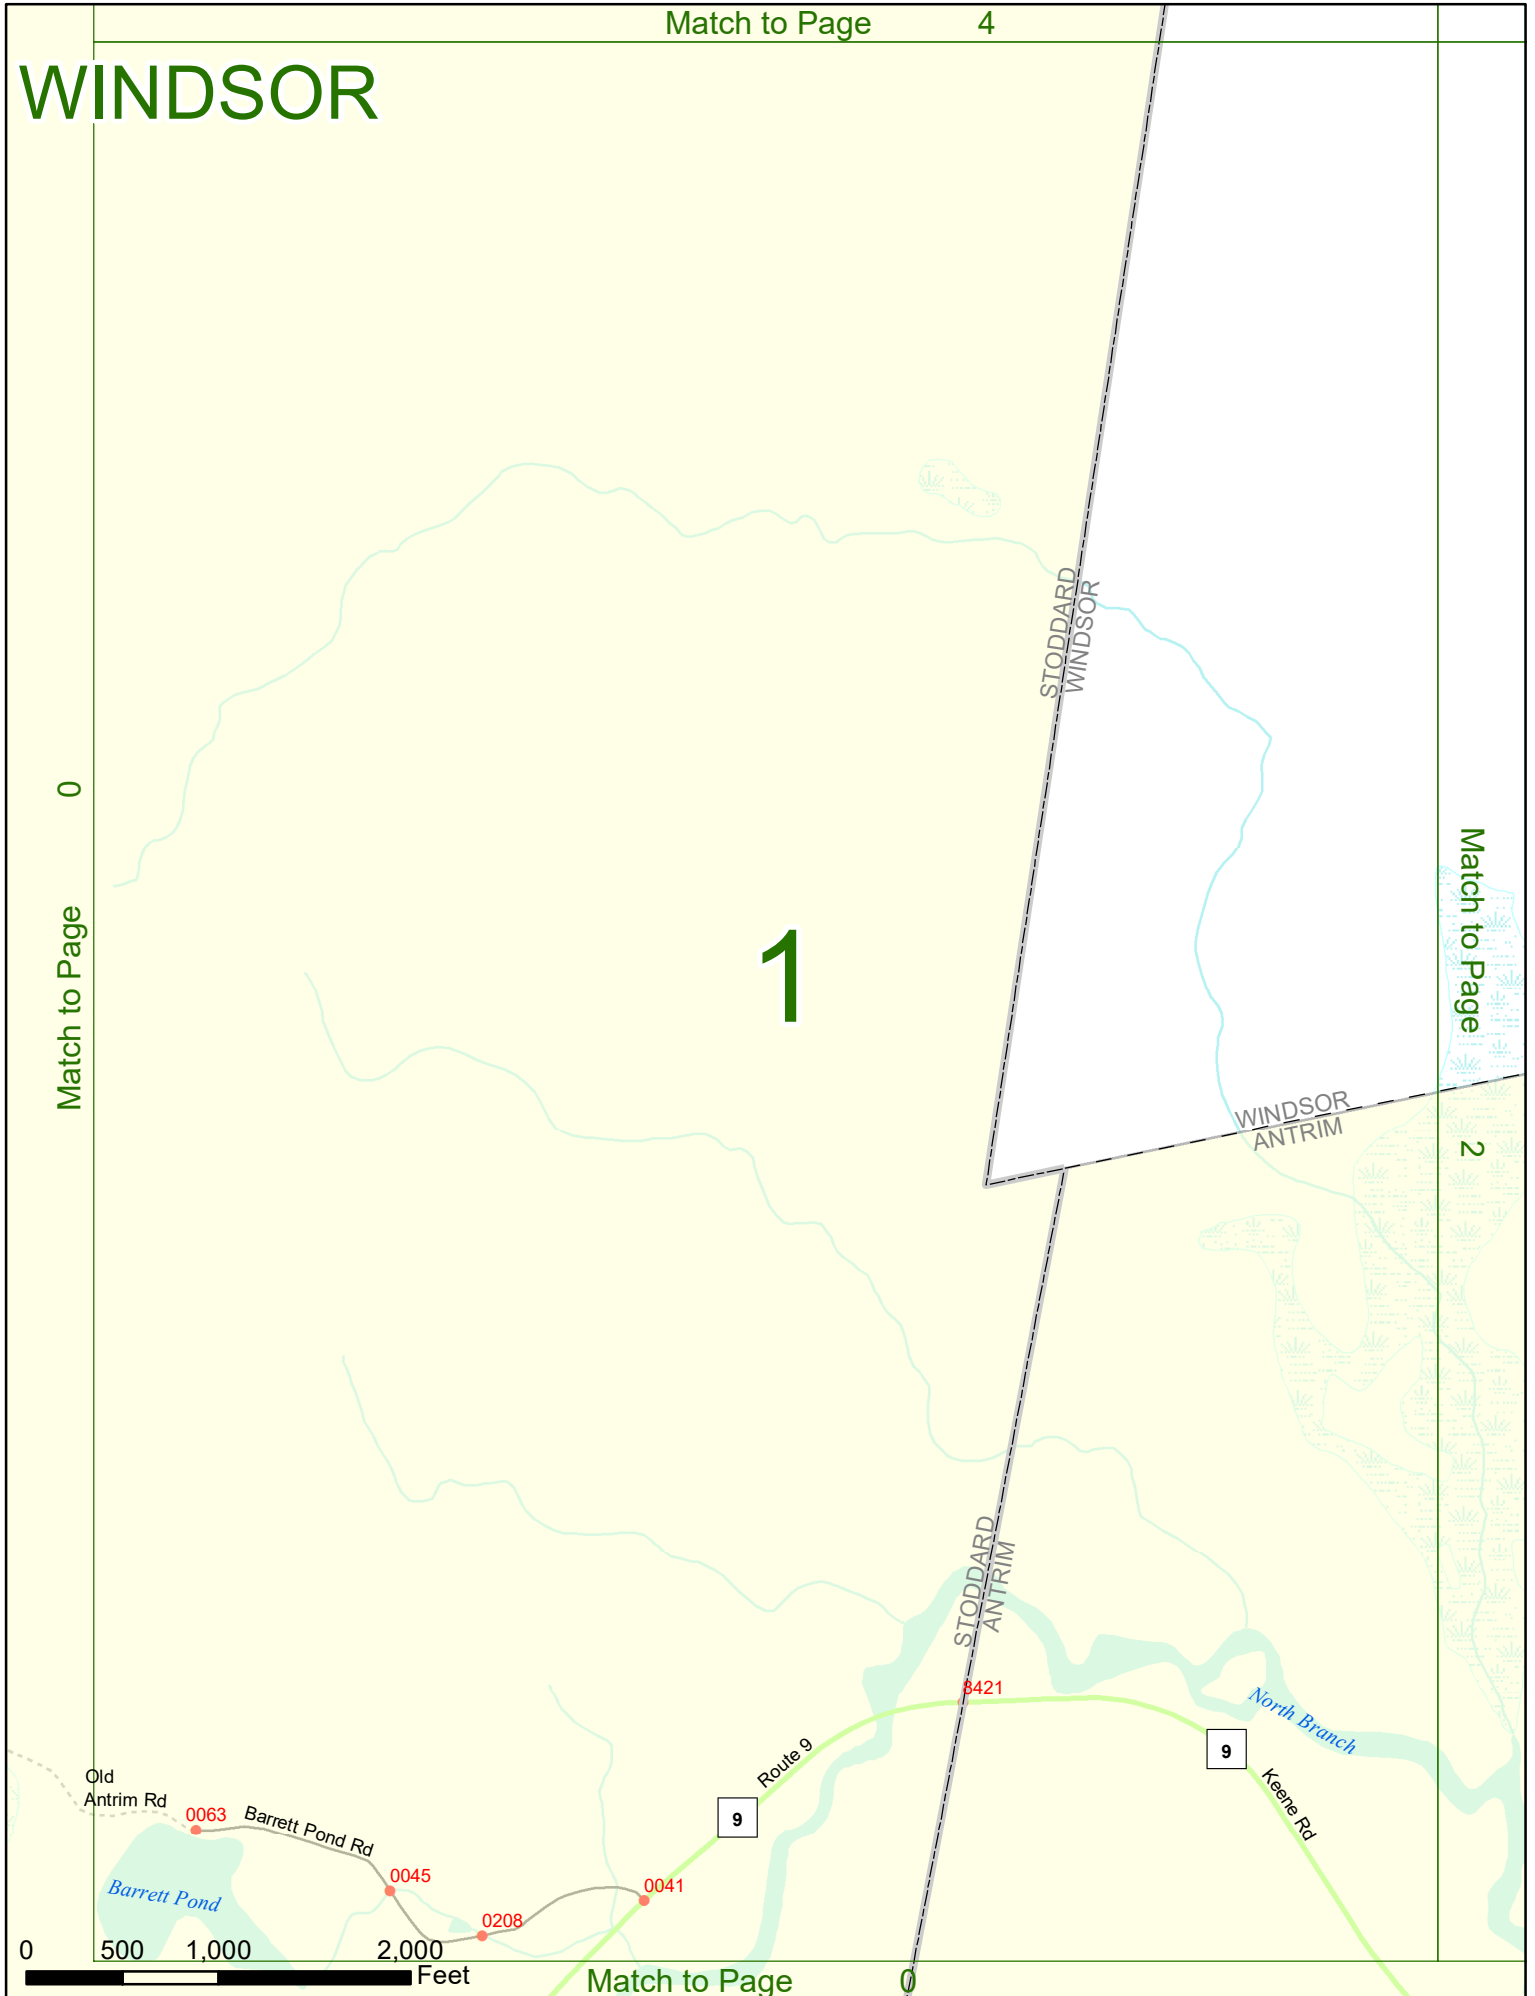 Match to Page 4
WINDSOR
STODDARD
WINDSOR
Match to Page 0
Match to Page 2
1
WINDSOR
ANTRIM
STODDARD
ANTRIM
8421
North Branch
9
Route 9
Keene Rd
Old
Antrim Rd
0063
Barrett Pond Rd
9
0045
0041
Barrett Pond
0208
0 500 1,000 2,000
Feet
Match to Page 0